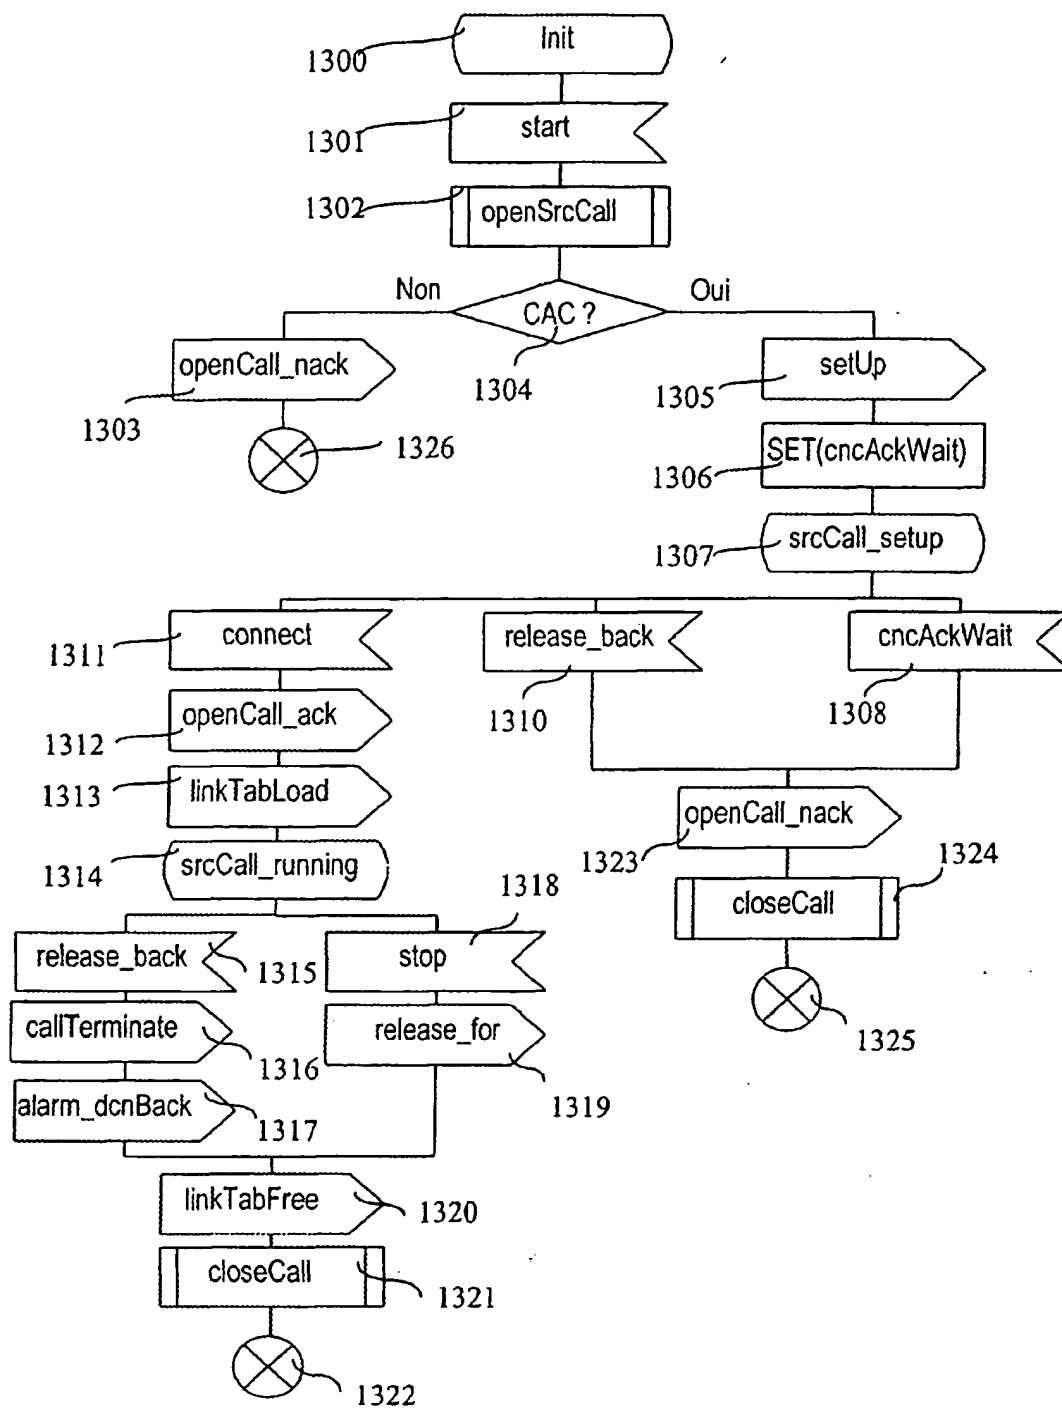 Init
1300
start
1301
1302
openSrcCall
Non
Oui
CAC ?
1304
openCall_nack
1303
1326
setUp
1305
SET(cncAckWait)
1306
srcCall_setup
1307
connect
1311
release_back
1310
cncAckWait
1308
openCall_ack
1312
linkTabLoad
1313
srcCall_running
1314
openCall_nack
1323
1324
closeCall
1325
release_back
1315
1318
stop
callTerminate
1316
release_for
1319
alarm_dcnBack
1317
linkTabFree
1320
closeCall
1321
1322